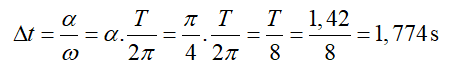 Δt = α/ω = α.T/2π = π/4.T/2π = T/8 = 1,42/8 = 1,774 s